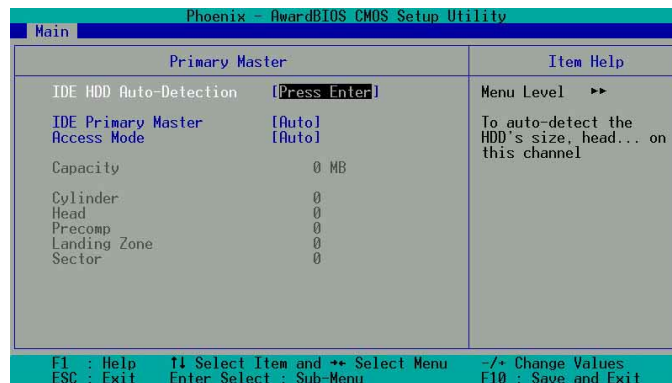 Phoenix - AwardBIOS CMOS Setup Utility
Main
Primary Master
Item Help
IDE HDD Auto-Detection [Press Enter]
IDE Primary Master [Auto]
Access Mode [Auto]
Capacity 0 MB
Cylinder 0
Head 0
Precomp 0
Landing Zone 0
Sector 0
Menu Level ▸▸
To auto-detect the
HDD's size, head... on
this channel
F1 : Help ↑↓ Select Item and →← Select Menu -/+ Change Values
ESC : Exit Enter Select : Sub-Menu F10 : Save and Exit